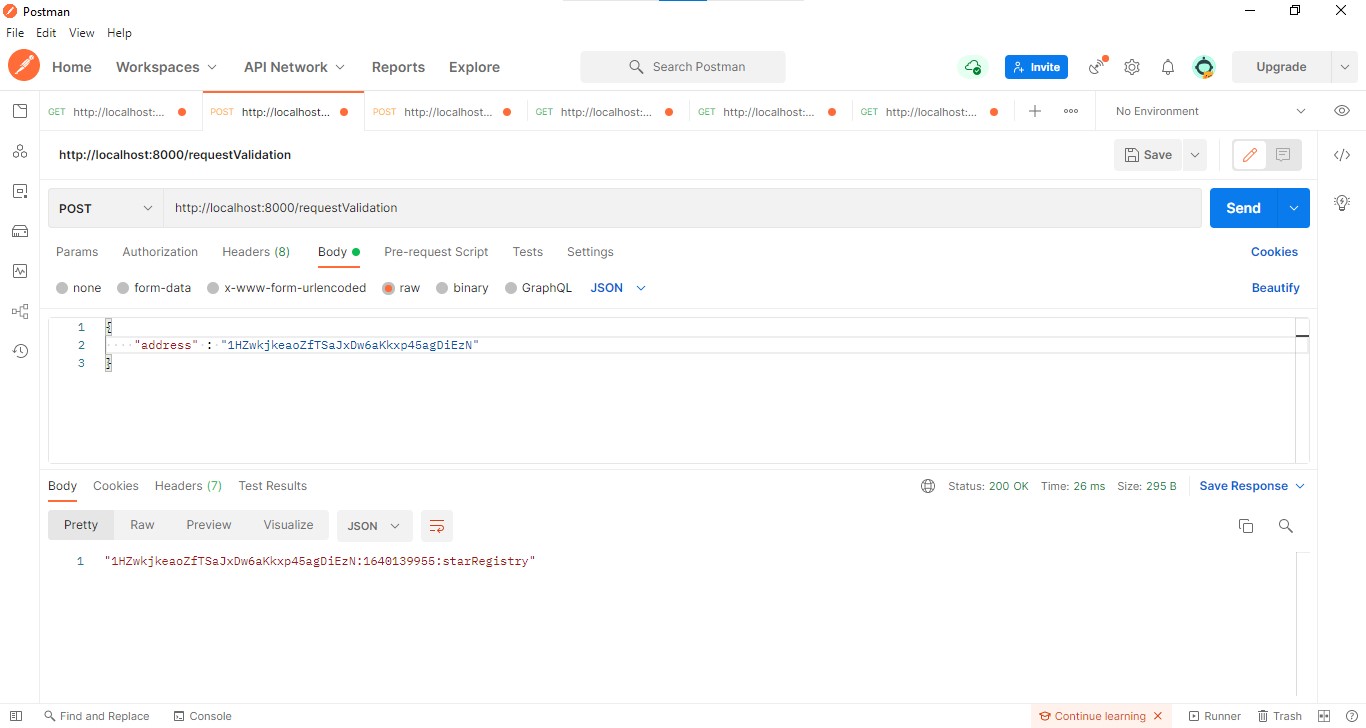 Postman
File Edit View Help
Home Workspaces API Network Reports Explore Search Postman Invite Upgrade
GET http://localhost:... POST http://localhost... POST http://localhost... GET http://localhost:... GET http://localhost:... GET http://localhost:... No Environment
http://localhost:8000/requestValidation Save
POST http://localhost:8000/requestValidation Send
Params Authorization Headers (8) Body Pre-request Script Tests Settings Cookies
none form-data x-www-form-urlencoded raw binary GraphQL JSON Beautify
1 {
2 "address" : "1HZwkjkeaoZfTSaJxDw6aKkxp45agDiEzN"
3 }
Body Cookies Headers (7) Test Results Status: 200 OK Time: 26 ms Size: 295 B Save Response
Pretty Raw Preview Visualize JSON
1 "1HZwkjkeaoZfTSaJxDw6aKkxp45agDiEzN:1640139955:starRegistry"
Find and Replace Console Continue learning Runner Trash